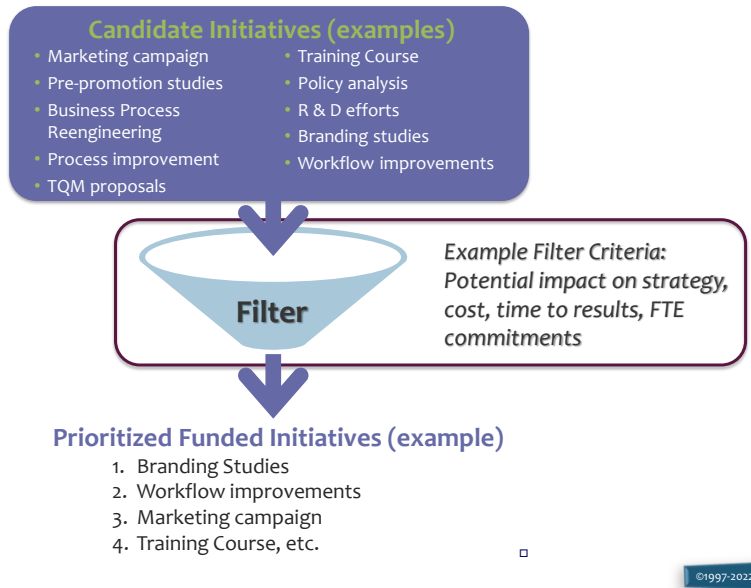 Candidate Initiatives (examples)
• Marketing campaign
• Pre-promotion studies
• Business Process
Reengineering
• Process improvement
• TQM proposals
• Training Course
• Policy analysis
• R & D efforts
• Branding studies
• Workflow improvements
Filter
Example Filter Criteria:
Potential impact on strategy,
cost, time to results, FTE
commitments
Prioritized Funded Initiatives (example)
1. Branding Studies
2. Workflow improvements
3. Marketing campaign
4. Training Course, etc.
©1997-2022